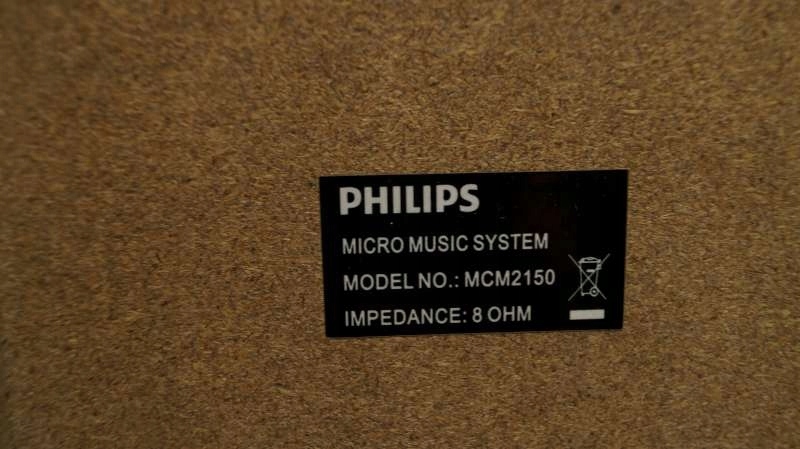 PHILIPS
MICRO MUSIC SYSTEM
MODEL NO.: MCM2150
IMPEDANCE: 8 OHM